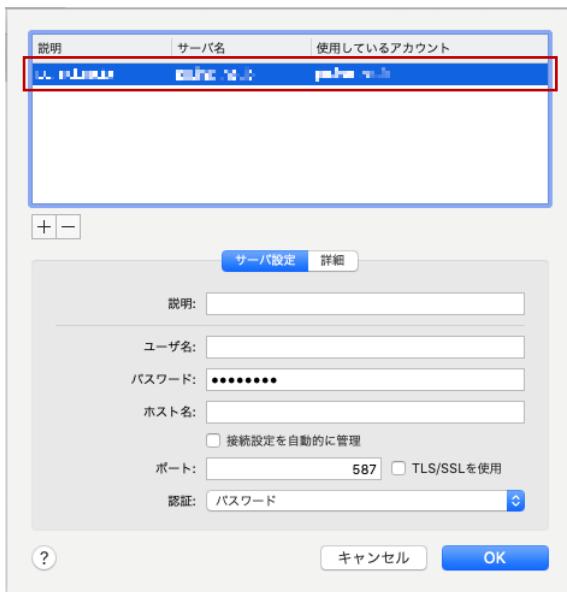 説明 サーバ名 使用しているアカウント
+ −
サーバ設定 詳細
説明:
ユーザ名:
パスワード: ●●●●●●●●
ホスト名:
接続設定を自動的に管理
ポート: 587 TLS/SSLを使用
認証: パスワード
? キャンセル OK